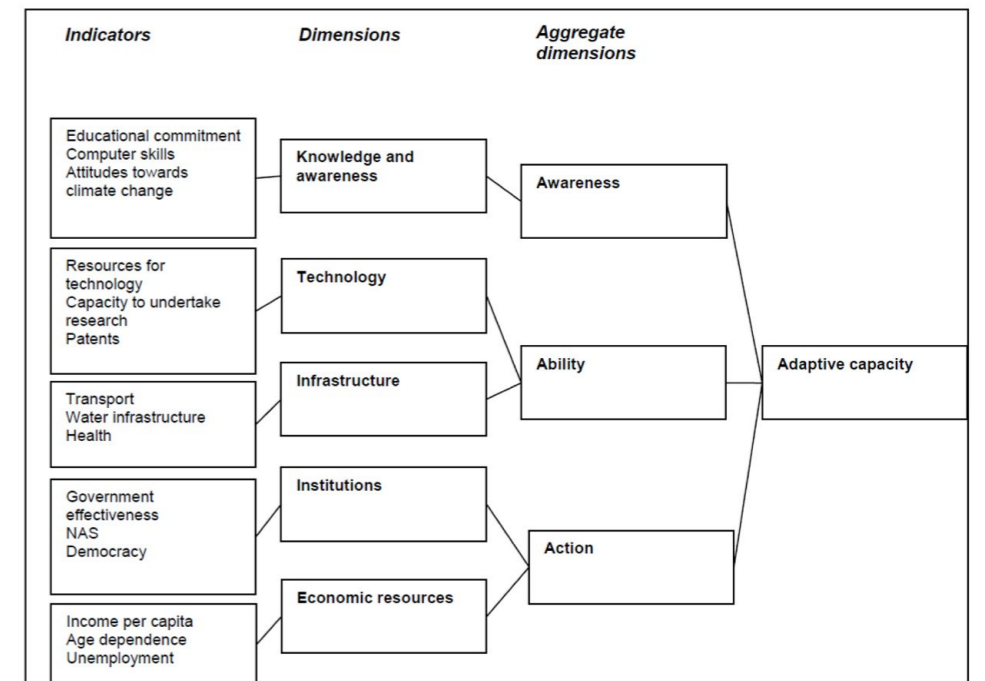 Indicators
Dimensions
Aggregate
dimensions
Educational commitment
Computer skills
Attitudes towards
climate change
Knowledge and
awareness
Awareness
Resources for
technology
Capacity to undertake
research
Patents
Technology
Transport
Water infrastructure
Health
Infrastructure
Ability
Adaptive capacity
Government
effectiveness
NAS
Democracy
Institutions
Action
Income per capita
Age dependence
Unemployment
Economic resources